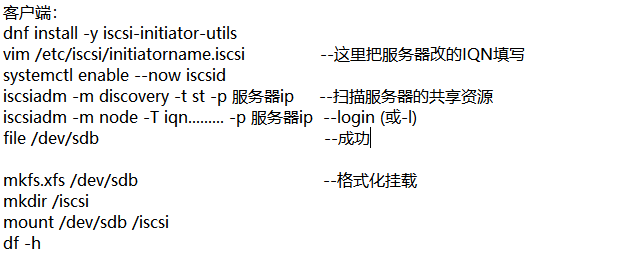 客户端：
dnf install -y iscsi-initiator-utils
vim /etc/iscsi/initiatorname.iscsi --这里把服务器改的IQN填写
systemctl enable --now iscsid
iscsiadm -m discovery -t st -p 服务器ip --扫描服务器的共享资源
iscsiadm -m node -T iqn......... -p 服务器ip --login (或-l)
file /dev/sdb --成功
mkfs.xfs /dev/sdb --格式化挂载
mkdir /iscsi
mount /dev/sdb /iscsi
df -h